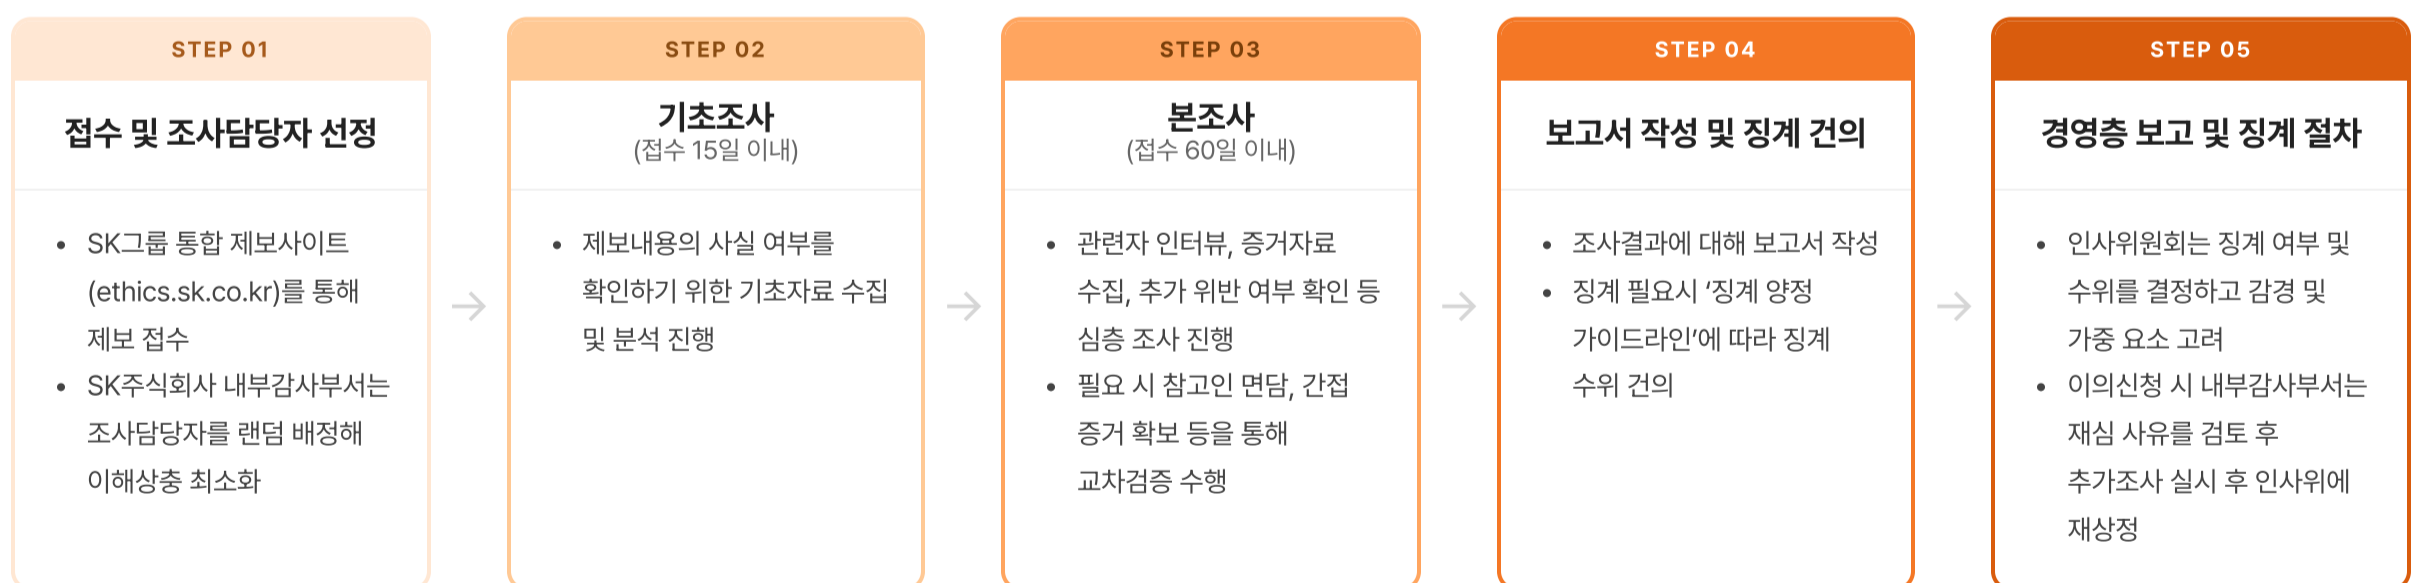 STEP 01
접수 및 조사담당자 선정
• SK그룹 통합 제보사이트
(ethics.sk.co.kr)를 통해
제보 접수
• SK주식회사 내부감사부서는
조사담당자를 랜덤 배정해
이해상충 최소화
STEP 02
기초조사
(접수 15일 이내)
• 제보내용의 사실 여부를
확인하기 위한 기초자료 수집
및 분석 진행
STEP 03
본조사
(접수 60일 이내)
• 관련자 인터뷰, 증거자료
수집, 추가 위반 여부 확인 등
심층 조사 진행
• 필요 시 참고인 면담, 간접
증거 확보 등을 통해
교차검증 수행
STEP 04
보고서 작성 및 징계 건의
• 조사결과에 대해 보고서 작성
• 징계 필요시 ‘징계 양정
가이드라인’에 따라 징계
수위 건의
STEP 05
경영층 보고 및 징계 절차
• 인사위원회는 징계 여부 및
수위를 결정하고 감경 및
가중 요소 고려
• 이의신청 시 내부감사부서는
재심 사유를 검토 후
추가조사 실시 후 인사위에
재상정